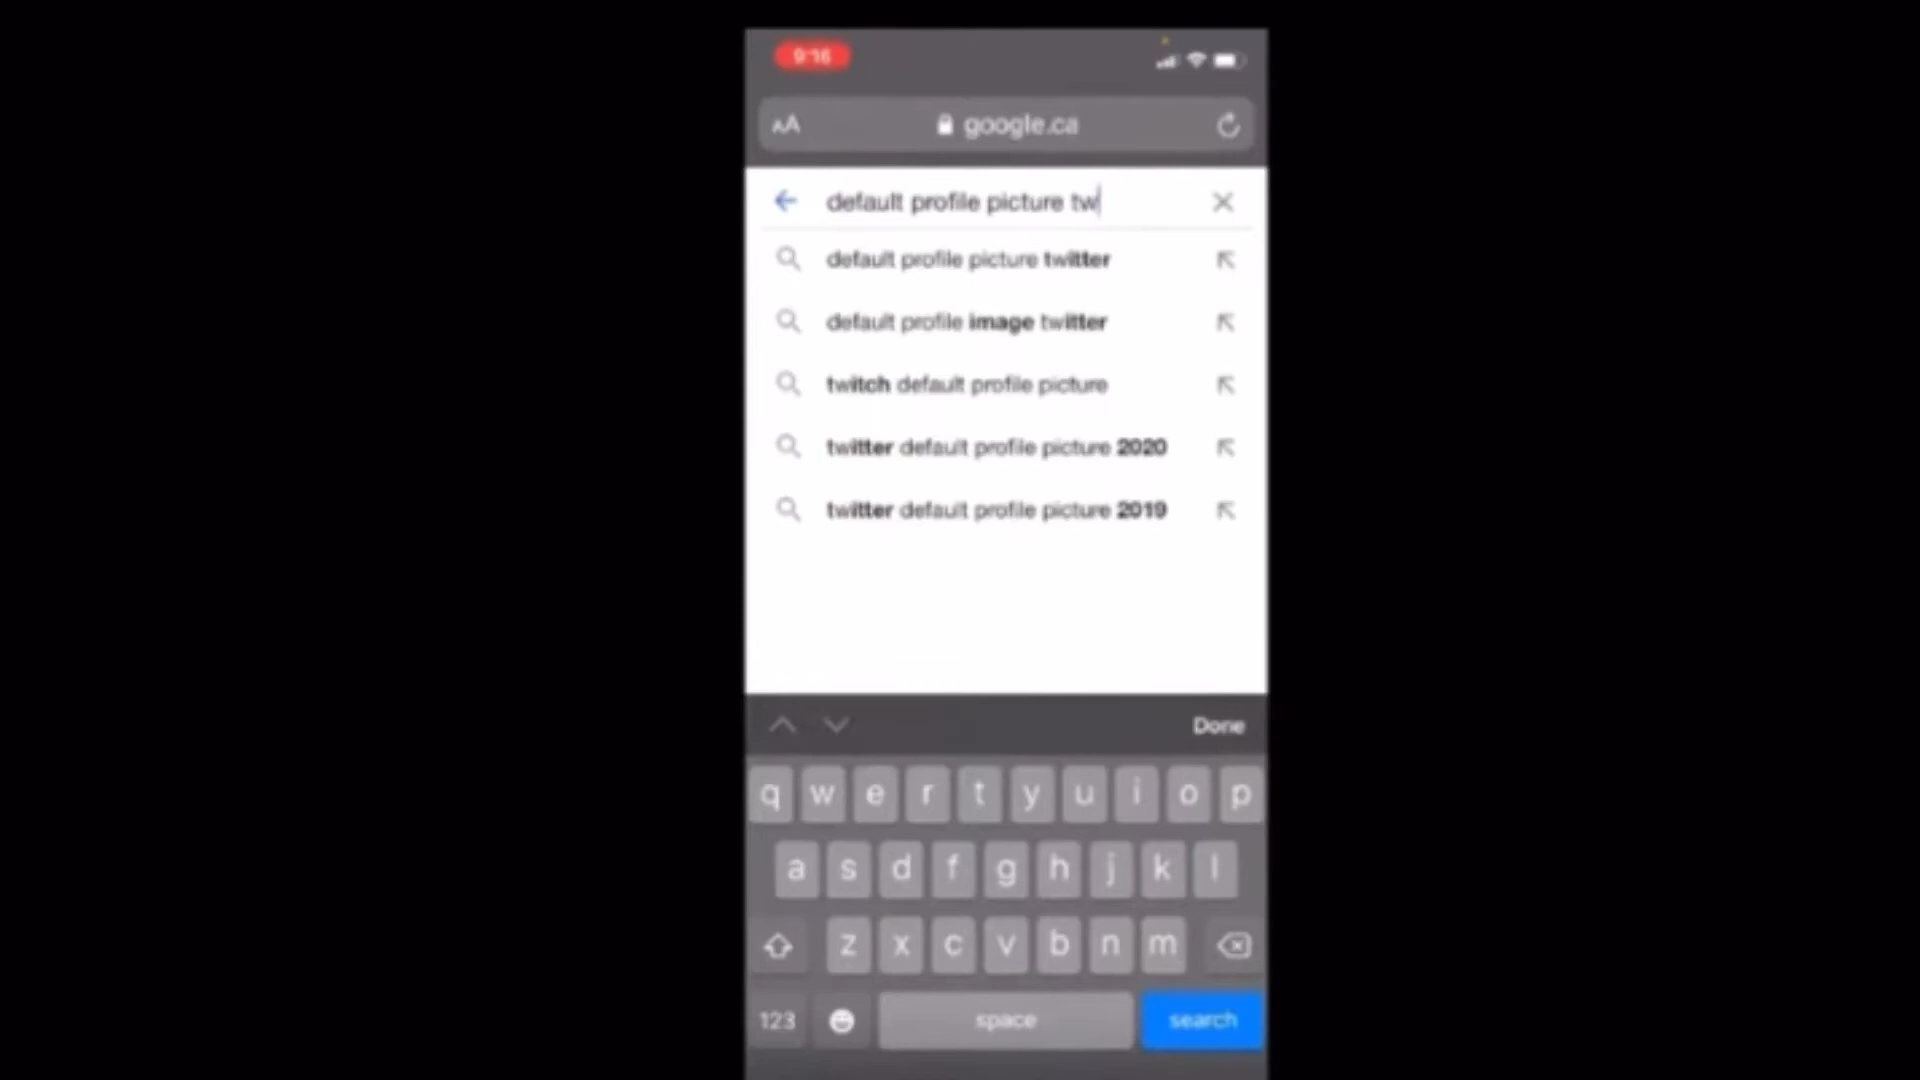 9:16
AA google.ca
default profile picture tw
default profile picture twitter
default profile image twitter
twitch default profile picture
twitter default profile picture 2020
twitter default profile picture 2019
Done
q w e r t y u i o p
a s d f g h j k l
z x c v b n m
123 space search